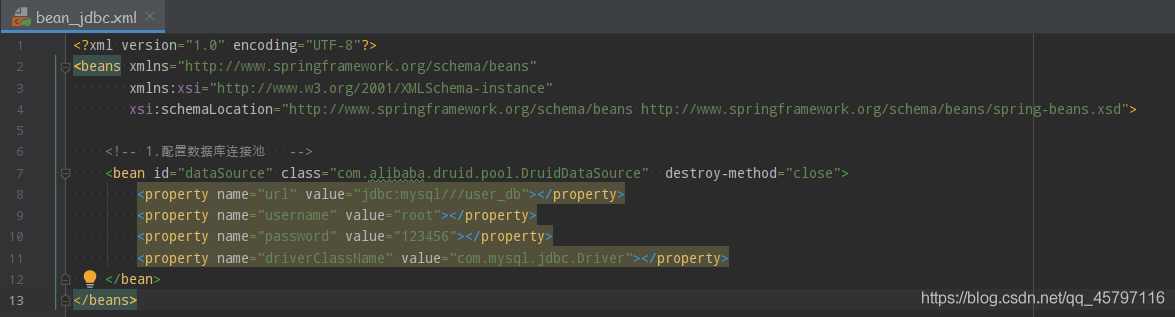 bean_jdbc.xml
1 <?xml version="1.0" encoding="UTF-8"?>
2 <beans xmlns="http://www.springframework.org/schema/beans"
3 xmlns:xsi="http://www.w3.org/2001/XMLSchema-instance"
4 xsi:schemaLocation="http://www.springframework.org/schema/beans http://www.springframework.org/schema/beans/spring-beans.xsd">
5
6 <!-- 1.配置数据库连接池 -->
7 <bean id="dataSource" class="com.alibaba.druid.pool.DruidDataSource" destroy-method="close">
8 <property name="url" value="jdbc:mysql///user_db"></property>
9 <property name="username" value="root"></property>
10 <property name="password" value="123456"></property>
11 <property name="driverClassName" value="com.mysql.jdbc.Driver"></property>
12 </bean>
13 </beans>
https://blog.csdn.net/qq_45797116